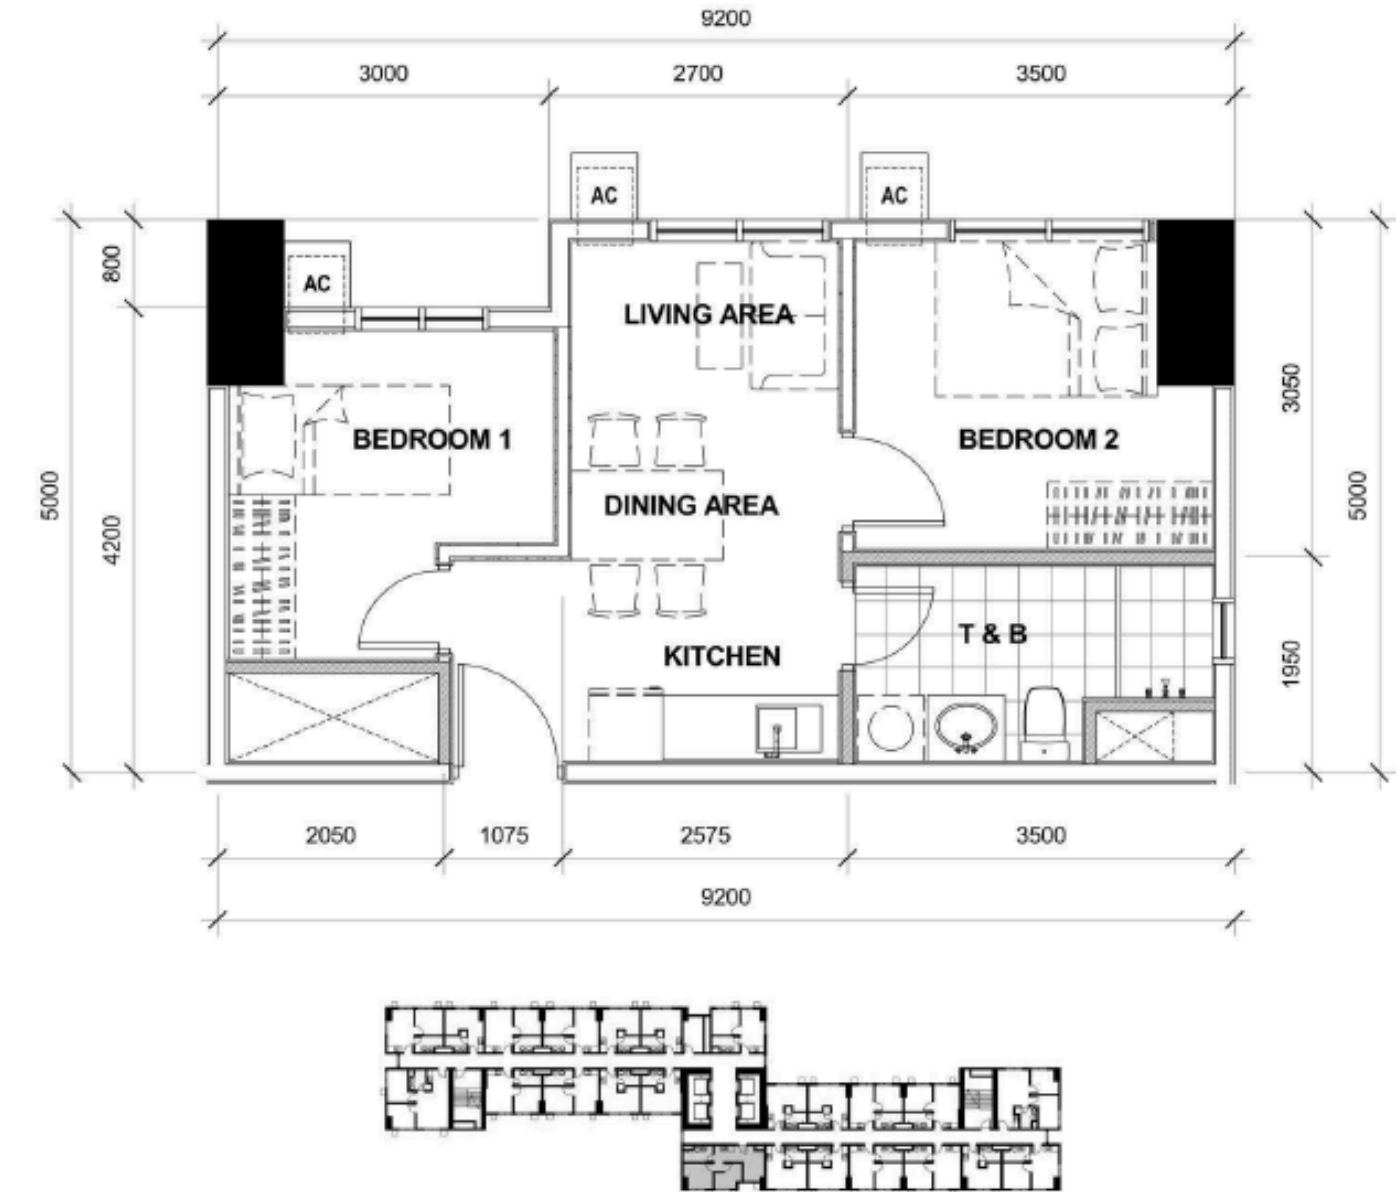 9200
3000 2700 3500
AC AC
800
AC
LIVING AREA
3050
BEDROOM 1
BEDROOM 2
5000
5000
DINING AREA
4200
T & B
KITCHEN
1950
2050 1075 2575 3500
9200